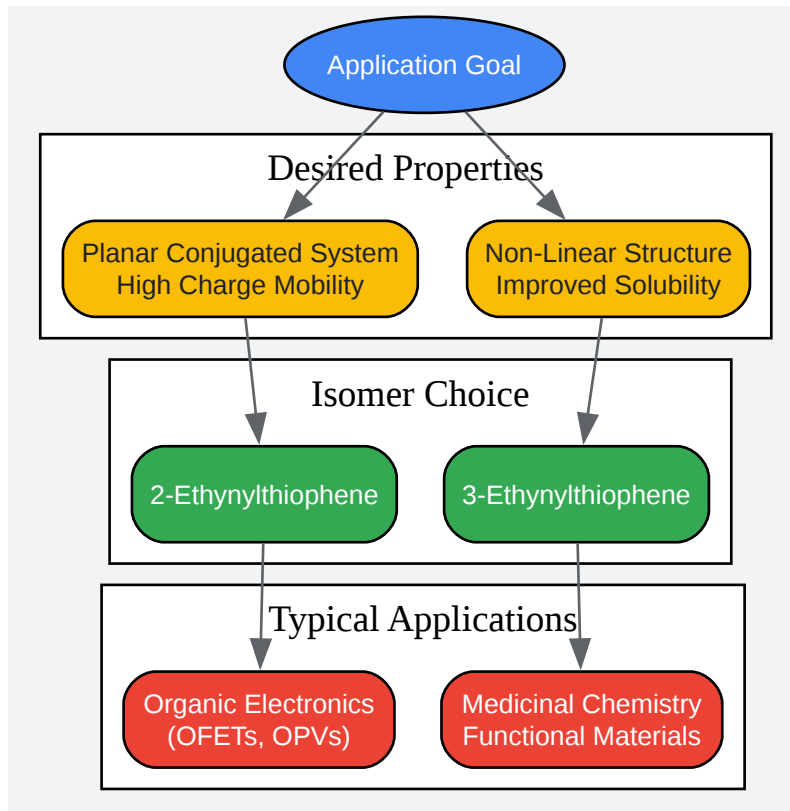 Application Goal
Desired Properties
Planar Conjugated System
High Charge Mobility
Non-Linear Structure
Improved Solubility
Isomer Choice
2-Ethynylthiophene
3-Ethynylthiophene
Typical Applications
Organic Electronics
(OFETs, OPVs)
Medicinal Chemistry
Functional Materials